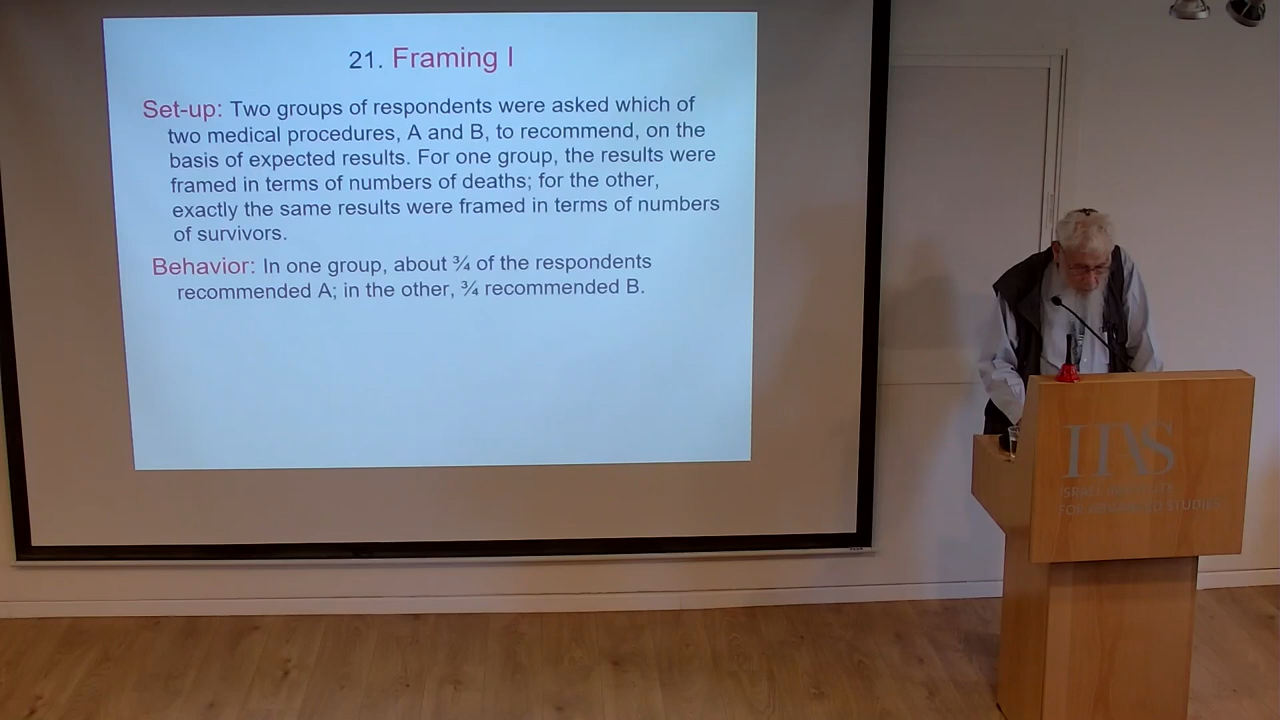 21. Framing I
Set-up: Two groups of respondents were asked which of
two medical procedures, A and B, to recommend, on the
basis of expected results. For one group, the results were
framed in terms of numbers of deaths; for the other,
exactly the same results were framed in terms of numbers
of survivors.
Behavior: In one group, about ¾ of the respondents
recommended A; in the other, ¾ recommended B.
IIAS
ISRAEL INSTITUTE
FOR ADVANCED STUDIES